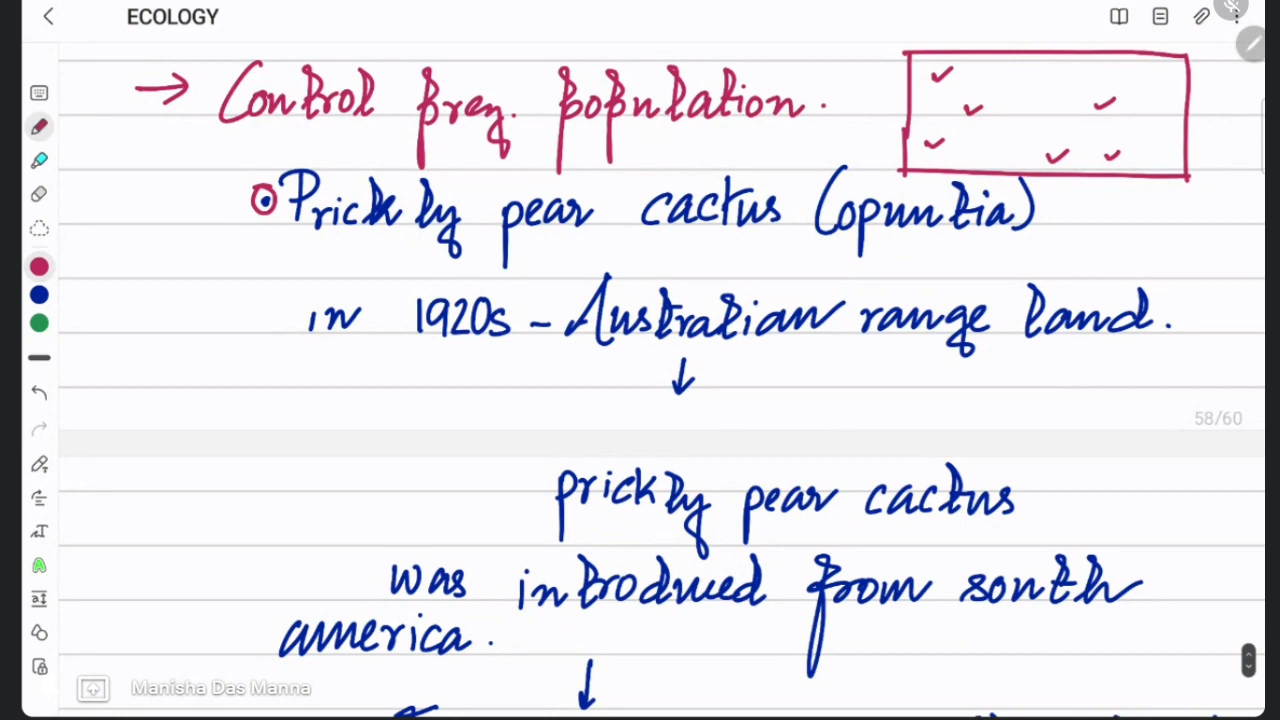 ECOLOGY
→ Control prey. population.
⊙ Prickly pear cactus (opuntia)
in 1920s - Australian range land.
↓
58/60
prickly pear cactus
was introdued from south
america.
↓
Manisha Das Manna